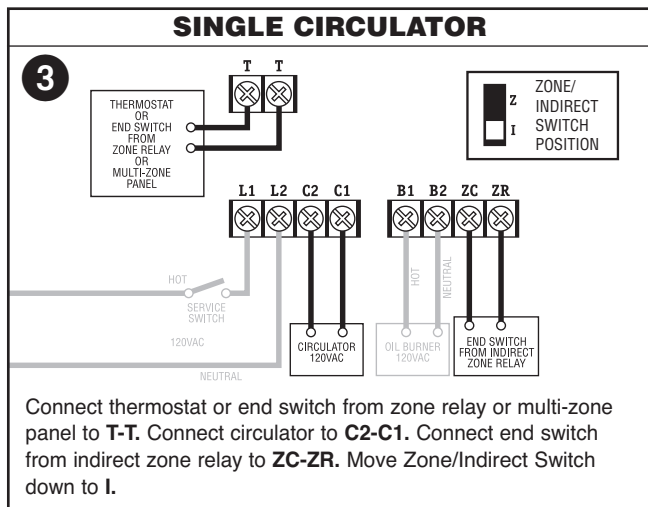 SINGLE CIRCULATOR
3
T T
THERMOSTAT
OR
END SWITCH
FROM
ZONE RELAY
OR
MULTI-ZONE
PANEL
Z
I
ZONE/
INDIRECT
SWITCH
POSITION
L1 L2 C2 C1
B1 B2 ZC ZR
HOT
SERVICE
SWITCH
120VAC
NEUTRAL
CIRCULATOR
120VAC
HOT
NEUTRAL
OIL BURNER
120VAC
END SWITCH
FROM INDIRECT
ZONE RELAY
Connect thermostat or end switch from zone relay or multi-zone
panel to T-T. Connect circulator to C2-C1. Connect end switch
from indirect zone relay to ZC-ZR. Move Zone/Indirect Switch
down to I.